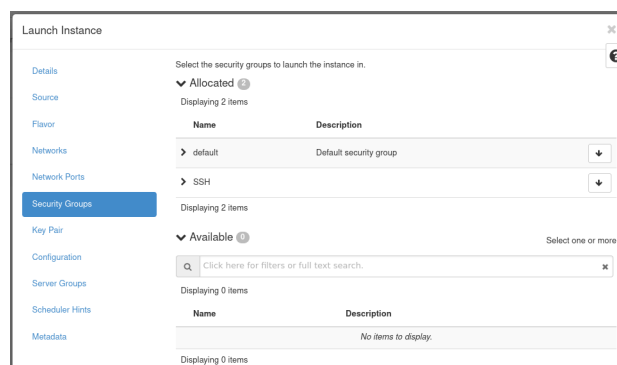 Launch Instance
Details
Source
Flavor
Networks
Network Ports
Security Groups
Key Pair
Configuration
Server Groups
Scheduler Hints
Metadata
Select the security groups to launch the instance in.
Allocated 2
Displaying 2 items
Name Description
default Default security group
SSH
Displaying 2 items
Available 0
Select one or more
Click here for filters or full text search.
Displaying 0 items
Name Description
No items to display.
Displaying 0 items